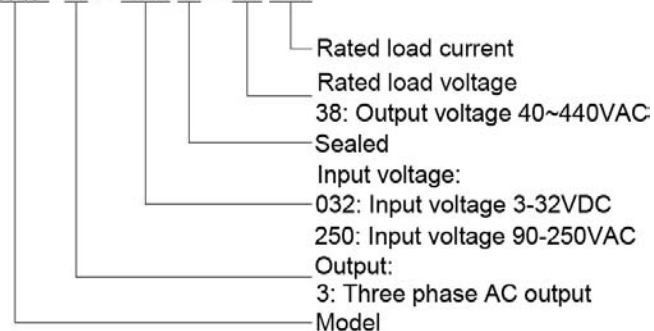 Rated load current
Rated load voltage
38: Output voltage 40~440VAC
Sealed
Input voltage:
032: Input voltage 3-32VDC
250: Input voltage 90-250VAC
Output:
3: Three phase AC output
Model